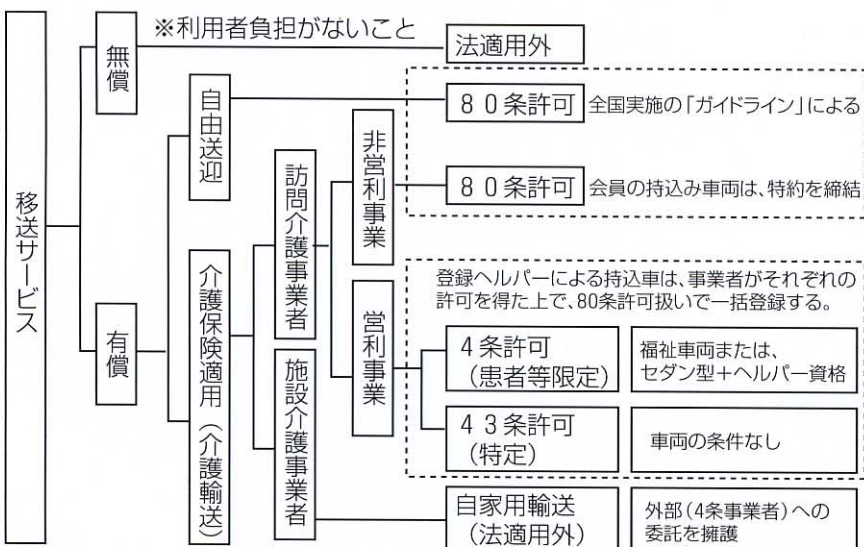 ※利用者負担がないこと
法適用外
無償
自由送迎
80条許可
全国実施の「ガイドライン」による
非営利事業
80条許可
会員の持込み車両は、特約を締結
訪問介護事業者
移送サービス
登録ヘルパーによる持込車は、事業者がそれぞれの
許可を得た上で、80条許可扱いで一括登録する。
有償
介護保険適用(介護輸送)
営利事業
4条許可
(患者等限定)
福祉車両または、
セダン型+ヘルパー資格
43条許可
(特定)
車両の条件なし
施設介護事業者
自家用輸送
(法適用外)
外部(4条事業者)への
委託を擁護